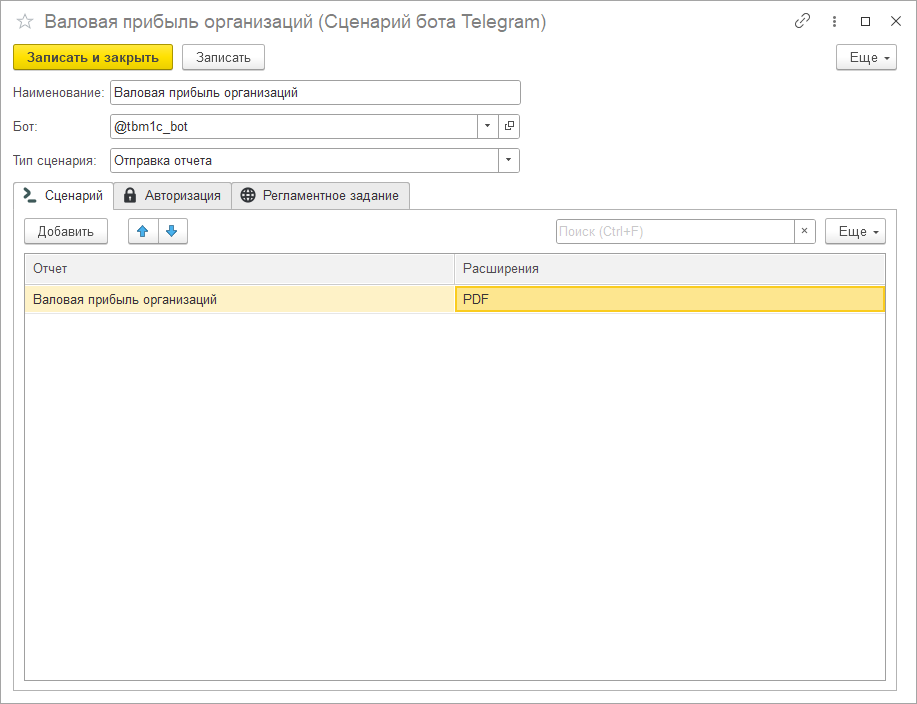 Валовая прибыль организаций (Сценарий бота Telegram)
Записать и закрыть Записать Еще
Наименование: Валовая прибыль организаций
Бот: @tbm1c_bot
Тип сценария: Отправка отчета
Сценарий Авторизация Регламентное задание
Добавить Поиск (Ctrl+F) × Еще
Отчет Расширения
Валовая прибыль организаций PDF